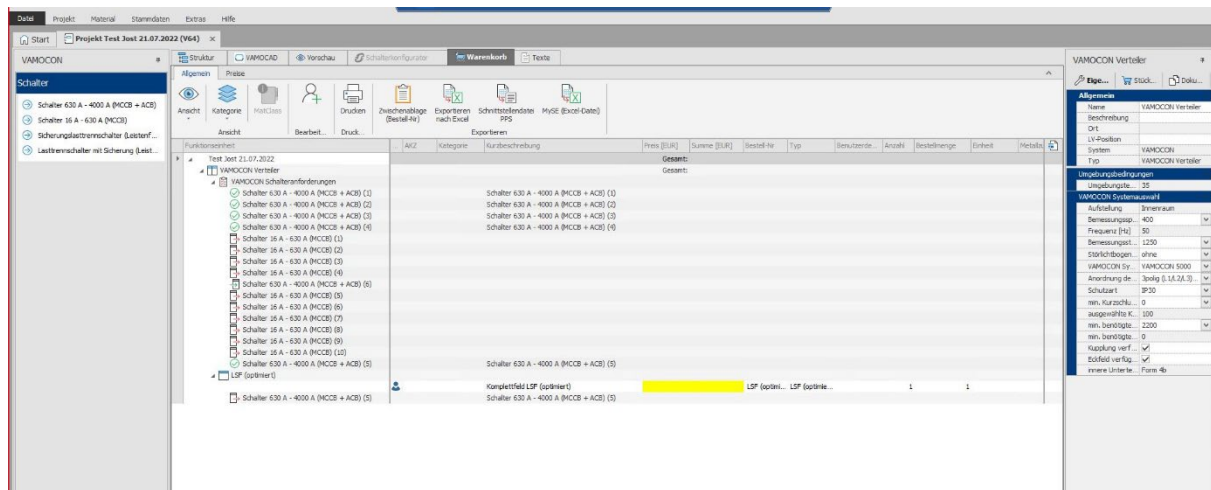 Datei Projekt Material Stammdaten Extras Hilfe
Start Projekt Test Jost 21.07.2022 (V64) ×
VAMOCON
Schalter
Schalter 630 A - 4000 A (MCCB + ACB)
Schalter 16 A - 630 A (MCCB)
Sicherungslasttrennschalter (Leistenf...
Lasttrennschalter mit Sicherung (Leist...
Struktur VAMOCAD Vorschau Schalterkonfigurator Warenkorb Texte
Allgemein Preise
Ansicht Kategorie MatClass Drucken Zwischenablage (Bestell-Nr) Exportieren nach Excel Schnittstellendatei PPS MySE (Excel-Datei)
Ansicht Bearbeit... Druck... Exportieren
Funktionseinheit ... AKZ Kategorie Kurzbeschreibung Preis [EUR] Summe [EUR] Bestell-Nr Typ Benutzerde... Anzahl Bestellmenge Einheit Metallz
Test Jost 21.07.2022 Gesamt:
VAMOCON Verteiler Gesamt:
VAMOCON Schalteranforderungen
Schalter 630 A - 4000 A (MCCB + ACB) (1) Schalter 630 A - 4000 A (MCCB + ACB) (1)
Schalter 630 A - 4000 A (MCCB + ACB) (2) Schalter 630 A - 4000 A (MCCB + ACB) (2)
Schalter 630 A - 4000 A (MCCB + ACB) (3) Schalter 630 A - 4000 A (MCCB + ACB) (3)
Schalter 630 A - 4000 A (MCCB + ACB) (4) Schalter 630 A - 4000 A (MCCB + ACB) (4)
Schalter 16 A - 630 A (MCCB) (1)
Schalter 16 A - 630 A (MCCB) (2)
Schalter 16 A - 630 A (MCCB) (3)
Schalter 16 A - 630 A (MCCB) (4)
Schalter 630 A - 4000 A (MCCB + ACB) (6)
Schalter 16 A - 630 A (MCCB) (5)
Schalter 16 A - 630 A (MCCB) (6)
Schalter 16 A - 630 A (MCCB) (7)
Schalter 16 A - 630 A (MCCB) (8)
Schalter 16 A - 630 A (MCCB) (9)
Schalter 16 A - 630 A (MCCB) (10)
Schalter 630 A - 4000 A (MCCB + ACB) (5) Schalter 630 A - 4000 A (MCCB + ACB) (5)
LSF (optimiert)
Komplettfeld LSF (optimiert) LSF (optimi... LSF (optimie... 1 1
Schalter 630 A - 4000 A (MCCB + ACB) (5) Schalter 630 A - 4000 A (MCCB + ACB) (5)
VAMOCON Verteiler
Eige... Stück... Doku...
Allgemein
Name VAMOCON Verteiler
Beschreibung
Ort
LV-Position
System VAMOCON
Typ VAMOCON Verteiler
Umgebungsbedingungen
Umgebungste... 35
VAMOCON Systemauswahl
Aufstellung Innenraum
Bemessungssp... 400
Frequenz [Hz] 50
Bemessungsst... 1250
Störlichtbogen... ohne
VAMOCON Sy... VAMOCON 5000
Anordnung de... 3polig (L1/L2/L3)...
Schutzart IP30
min. Kurzschlu... 0
ausgewählte K... 100
min. benötigte... 2200
min. benötigte... 0
Kupplung verf...
Eckfeld verfüg...
innere Unterte... Form 4b